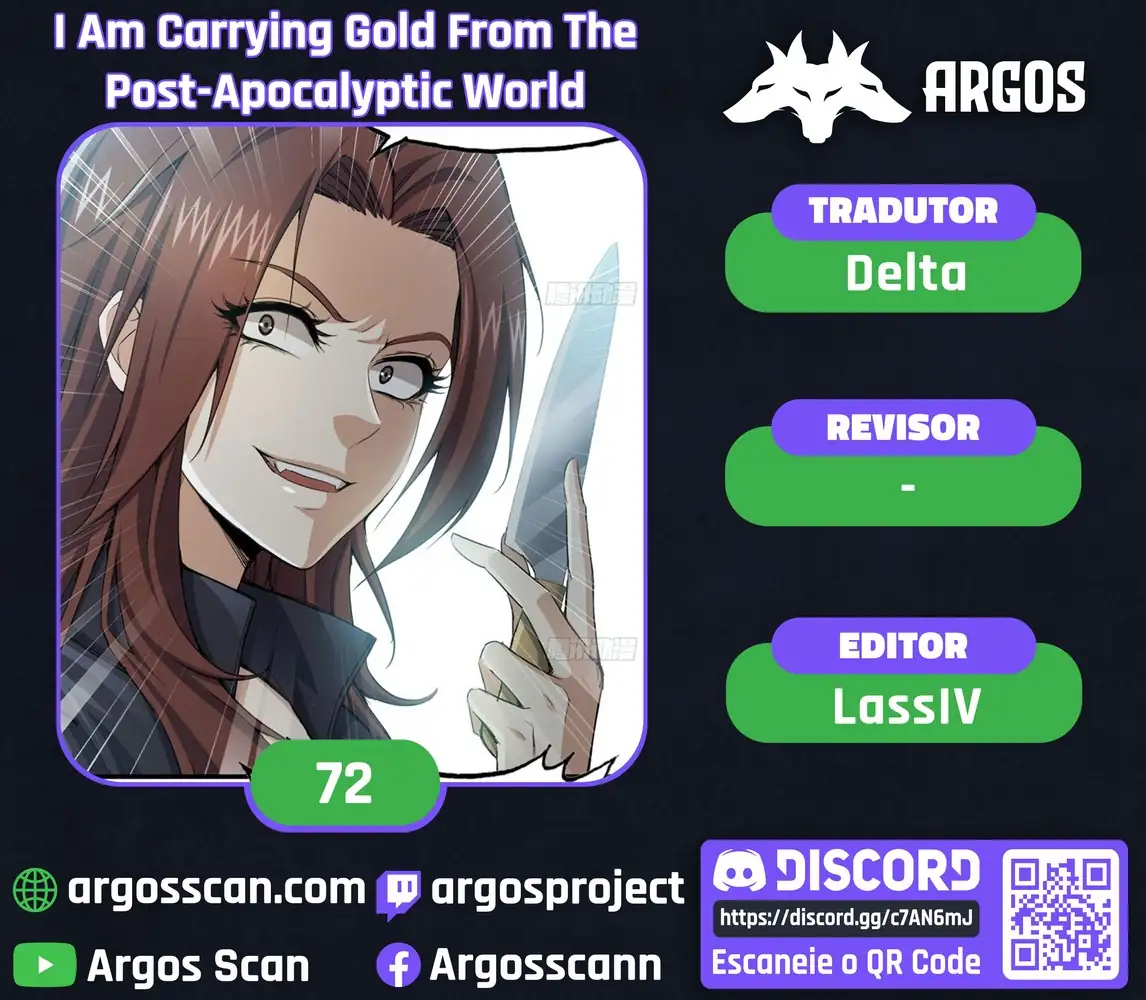 I Am Carrying Gold From The
Post-Apocalyptic World
ARGOS
TRADUTOR
Delta
REVISOR
-
EDITOR
LassIV
72
argosscan.com
argosproject
Argos Scan
Argosscann
DISCORD
https://discord.gg/c7AN6mJ
Escaneie o QR Code